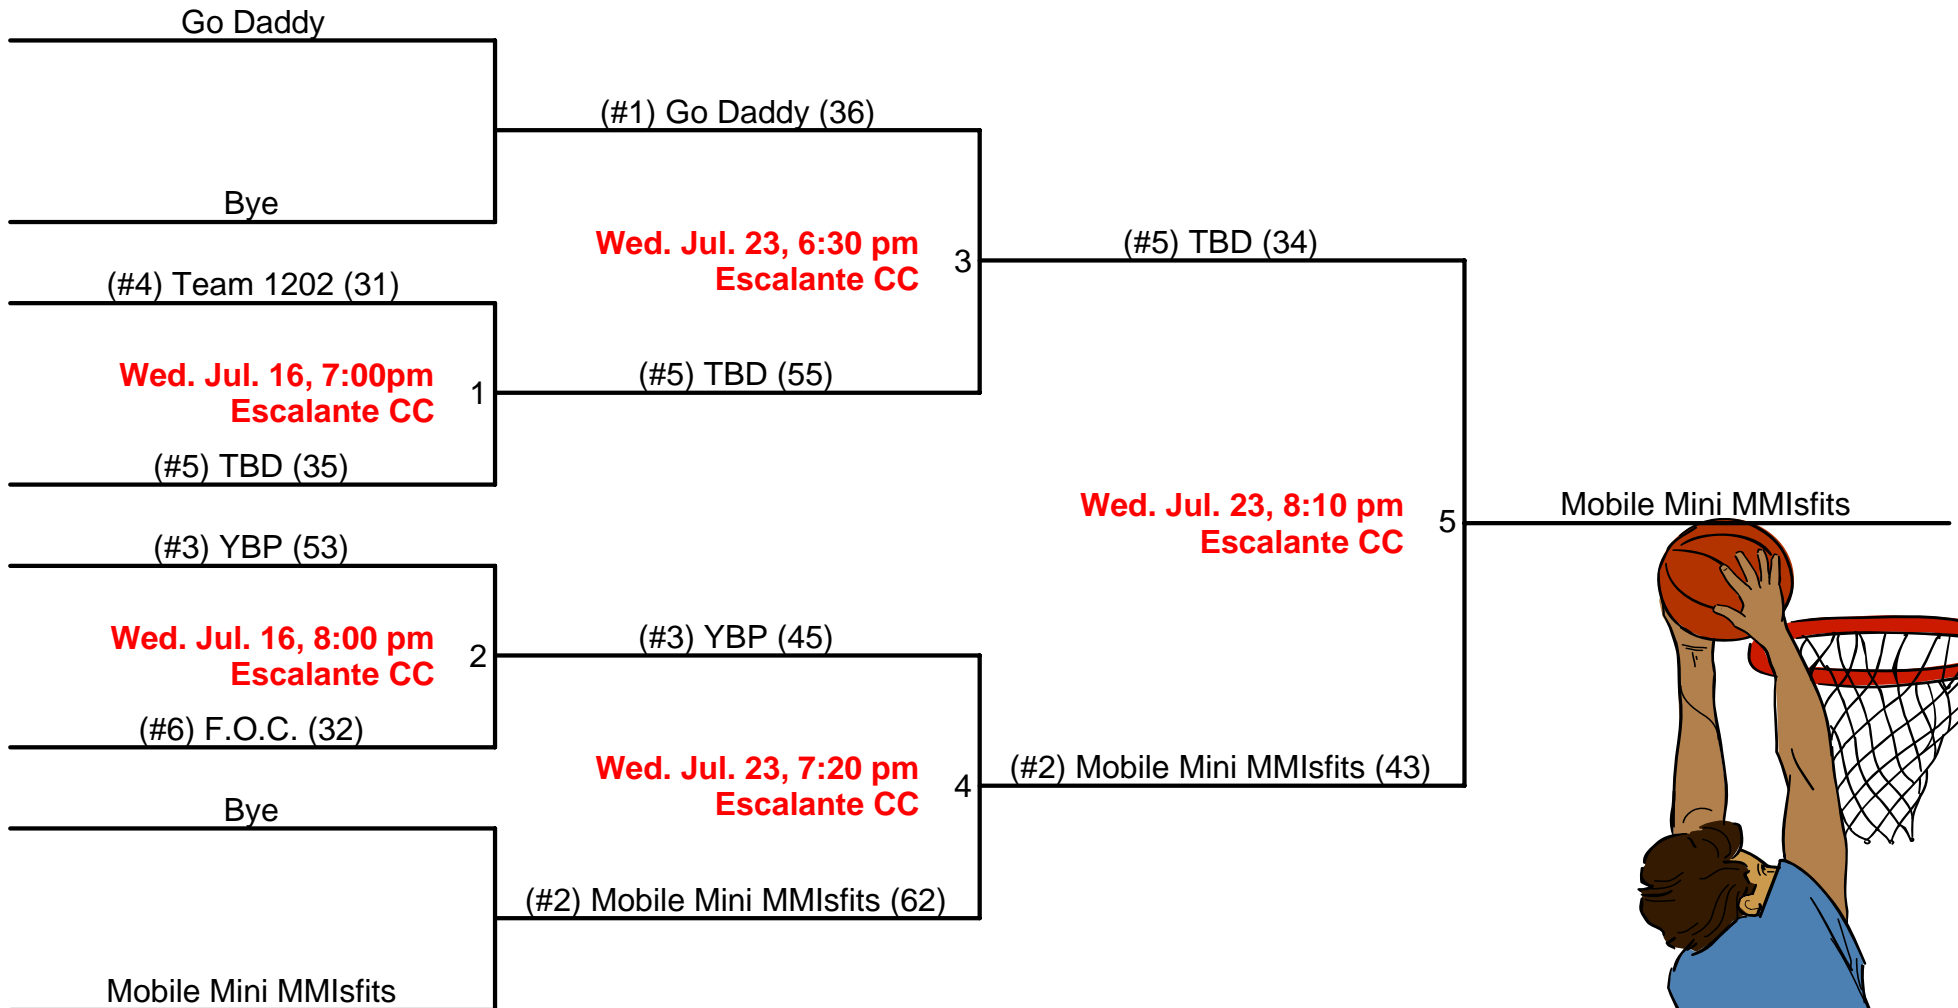 Go Daddy
(#1) Go Daddy (36)
Bye
Wed. Jul. 23, 6:30 pm
Escalante CC
3
(#5) TBD (34)
(#4) Team 1202 (31)
Wed. Jul. 16, 7:00pm
Escalante CC
1
(#5) TBD (55)
(#5) TBD (35)
Wed. Jul. 23, 8:10 pm
Escalante CC
5
Mobile Mini MMIsfits
(#3) YBP (53)
Wed. Jul. 16, 8:00 pm
Escalante CC
2
(#3) YBP (45)
(#6) F.O.C. (32)
Wed. Jul. 23, 7:20 pm
Escalante CC
4
(#2) Mobile Mini MMIsfits (43)
Bye
(#2) Mobile Mini MMIsfits (62)
Mobile Mini MMIsfits